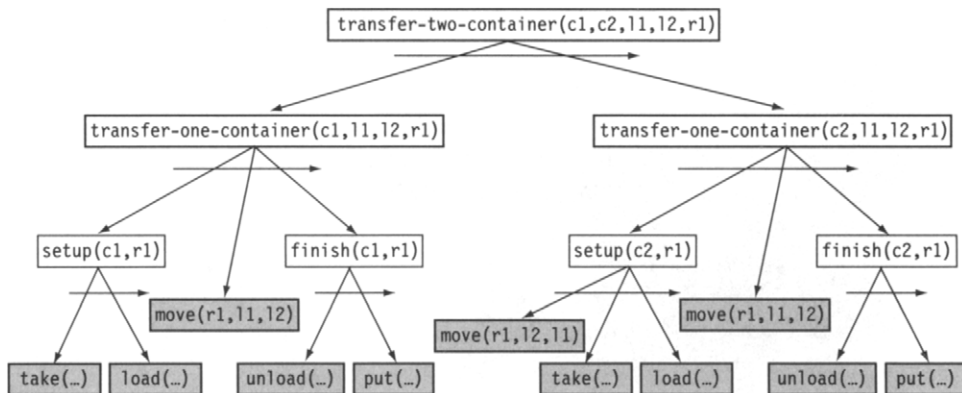 transfer-two-container(c1,c2,l1,l2,r1)
transfer-one-container(c1,l1,l2,r1)
transfer-one-container(c2,l1,l2,r1)
setup(c1,r1)
finish(c1,r1)
setup(c2,r1)
finish(c2,r1)
move(r1,l1,l2)
move(r1,l1,l2)
move(r1,l2,l1)
take(…)
load(…)
unload(…)
put(…)
take(…)
load(…)
unload(…)
put(…)